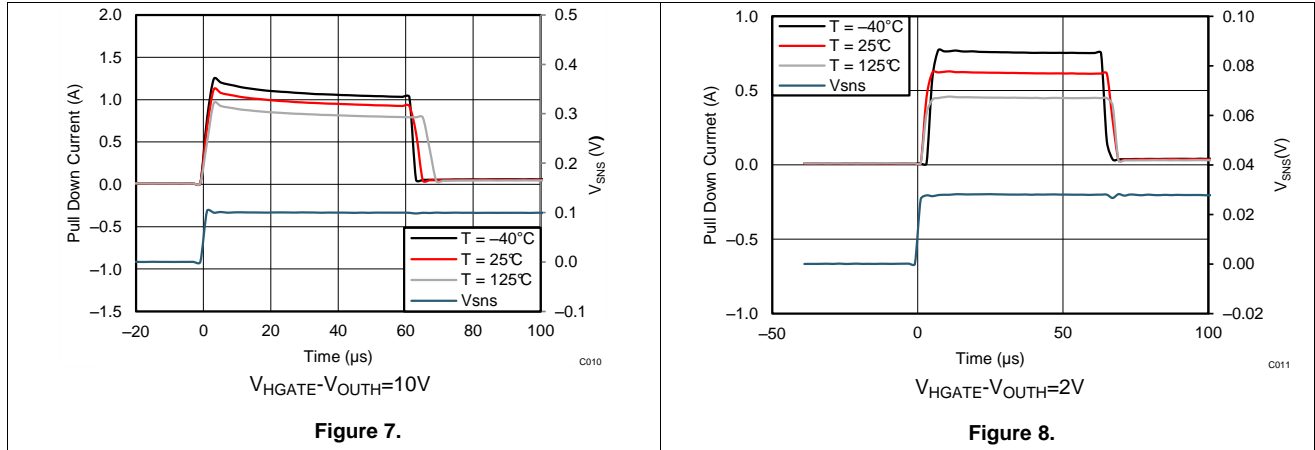 2.0
1.5
1.0
0.5
0.0
–0.5
–1.0
–1.5
Pull Down Current (A)
0.5
0.4
0.3
0.2
0.1
0.0
–0.1
VSNS (V)
T = –40°C
T = 25℃
T = 125℃
Vsns
–20
0
20
40
60
80
100
Time (µs)
C010
VHGATE-VOUTH=10V
Figure 7.
1.0
0.5
0.0
–0.5
–1.0
Pull Down Currnet (A)
0.10
0.08
0.06
0.04
0.02
0.00
–0.02
VSNS(V)
T = –40°C
T = 25℃
T = 125℃
Vsns
–50
0
50
100
Time (µs)
C011
VHGATE-VOUTH=2V
Figure 8.